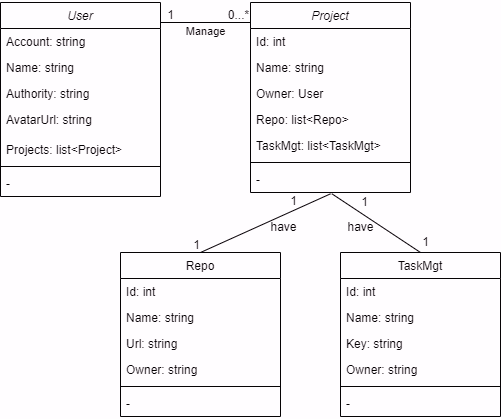 User
Account: string
Name: string
Authority: string
AvatarUrl: string
Projects: list<Project>
-
1 0...*
Manage
Project
Id: int
Name: string
Owner: User
Repo: list<Repo>
TaskMgt: list<TaskMgt>
-
1 1
have have
1 1
Repo
Id: int
Name: string
Url: string
Owner: string
-
TaskMgt
Id: int
Name: string
Key: string
Owner: string
-